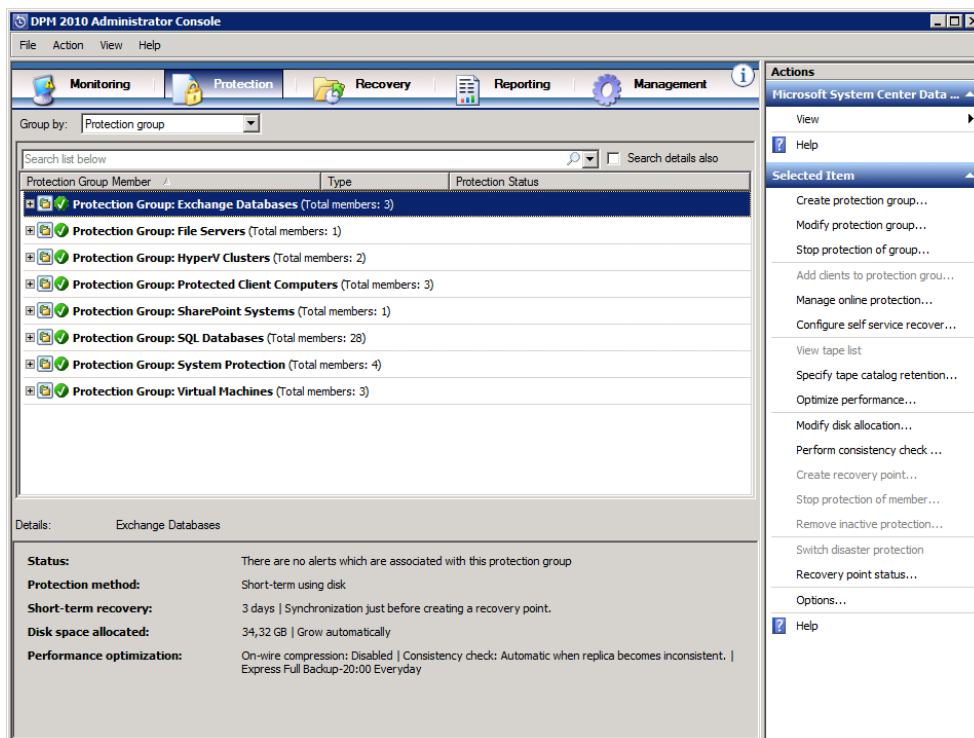 DPM 2010 Administrator Console
File Action View Help
Monitoring Protection Recovery Reporting Management
Group by: Protection group
Search list below Search details also
Protection Group Member Type Protection Status
Protection Group: Exchange Databases (Total members: 3)
Protection Group: File Servers (Total members: 1)
Protection Group: HyperV Clusters (Total members: 2)
Protection Group: Protected Client Computers (Total members: 3)
Protection Group: SharePoint Systems (Total members: 1)
Protection Group: SQL Databases (Total members: 28)
Protection Group: System Protection (Total members: 4)
Protection Group: Virtual Machines (Total members: 3)
Details: Exchange Databases
Status: There are no alerts which are associated with this protection group
Protection method: Short-term using disk
Short-term recovery: 3 days | Synchronization just before creating a recovery point.
Disk space allocated: 34,32 GB | Grow automatically
Performance optimization: On-wire compression: Disabled | Consistency check: Automatic when replica becomes inconsistent. |
Express Full Backup-20:00 Everyday
Actions
Microsoft System Center Data ...
View
Help
Selected Item
Create protection group...
Modify protection group...
Stop protection of group...
Add clients to protection grou...
Manage online protection...
Configure self service recover...
View tape list
Specify tape catalog retention...
Optimize performance...
Modify disk allocation...
Perform consistency check ...
Create recovery point...
Stop protection of member...
Remove inactive protection...
Switch disaster protection
Recovery point status...
Options...
Help